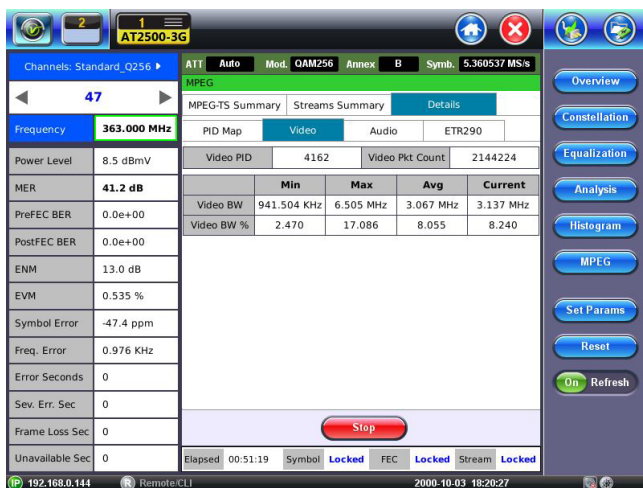 2
1
AT2500-3G
Channels: Standard_Q256
47
Frequency 363.000 MHz
Power Level 8.5 dBmV
MER 41.2 dB
PreFEC BER 0.0e+00
PostFEC BER 0.0e+00
ENM 13.0 dB
EVM 0.535 %
Symbol Error -47.4 ppm
Freq. Error 0.976 KHz
Error Seconds 0
Sev. Err. Sec 0
Frame Loss Sec 0
Unavailable Sec 0
ATT Auto Mod. QAM256 Annex B Symb. 5.360537 MS/s
MPEG
MPEG-TS Summary Streams Summary Details
PID Map Video Audio ETR290
Video PID 4162 Video Pkt Count 2144224
Min Max Avg Current
Video BW 941.504 KHz 6.505 MHz 3.067 MHz 3.137 MHz
Video BW % 2.470 17.086 8.055 8.240
Stop
Elapsed 00:51:19 Symbol Locked FEC Locked Stream Locked
Overview
Constellation
Equalization
Analysis
Histogram
MPEG
Set Params
Reset
On Refresh
IP 192.168.0.144 R Remote/CLI 2000-10-03 18:20:27